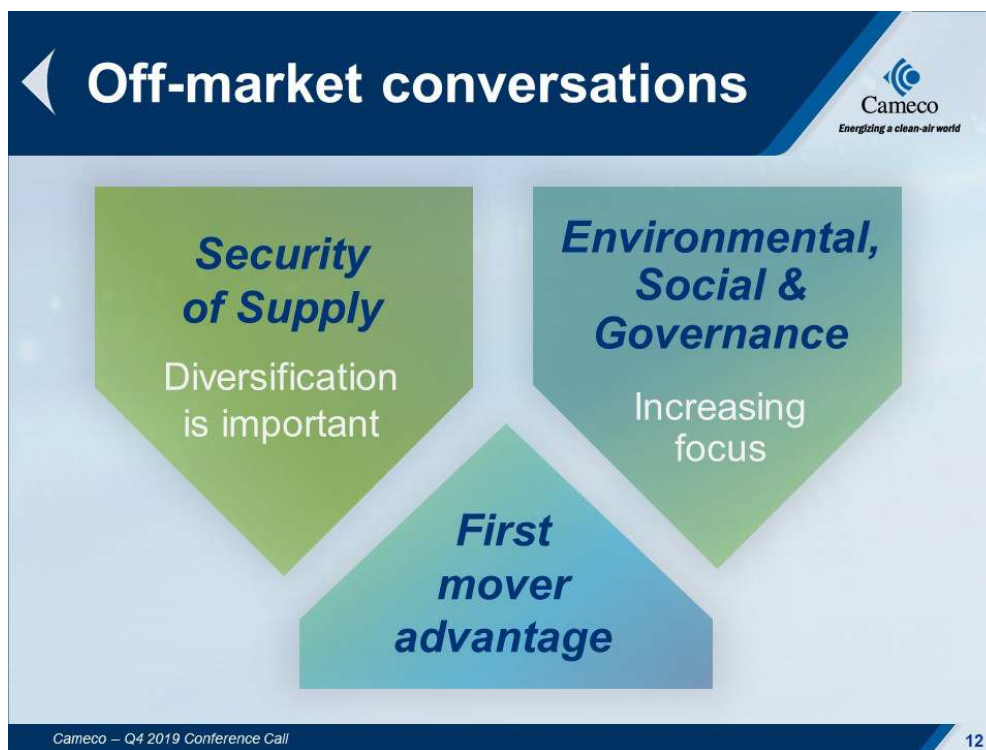 Off-market conversations
Cameco
Energizing a clean-air world
Security
of Supply
Diversification
is important
Environmental,
Social &
Governance
Increasing
focus
First
mover
advantage
Cameco – Q4 2019 Conference Call
12